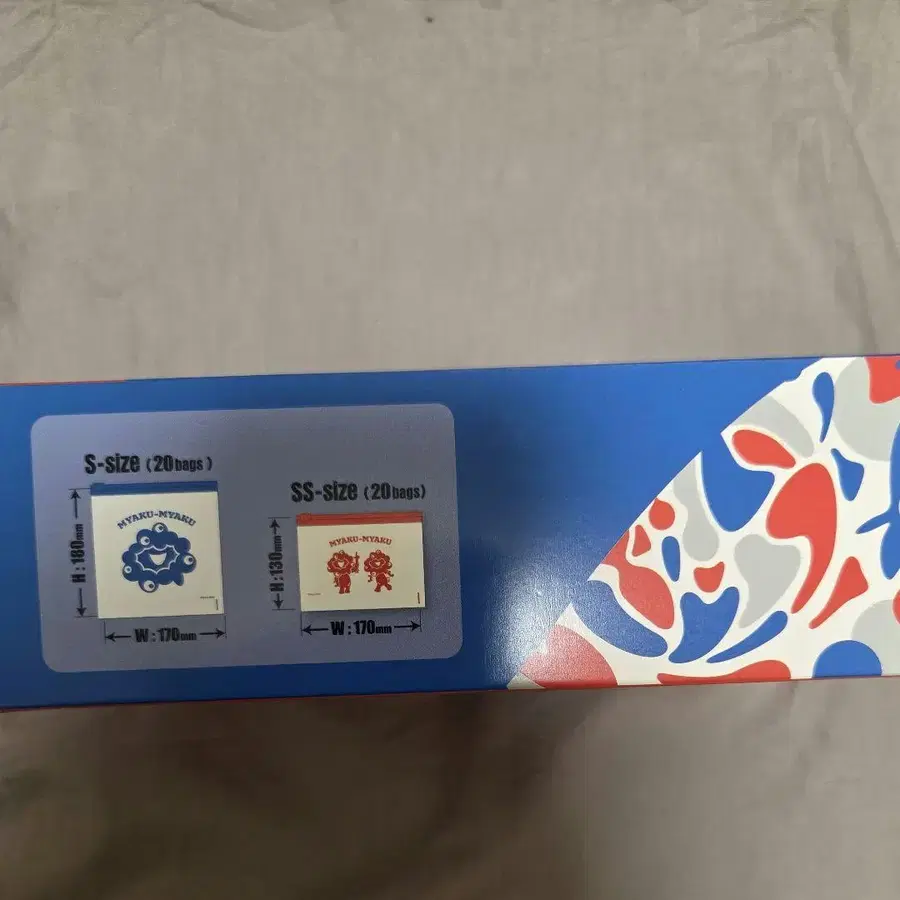 S-size (20bags)
MYAKU-MYAKU
H:180mm
W:170mm
SS-size (20bags)
MYAKU-MYAKU
H:130mm
W:170mm